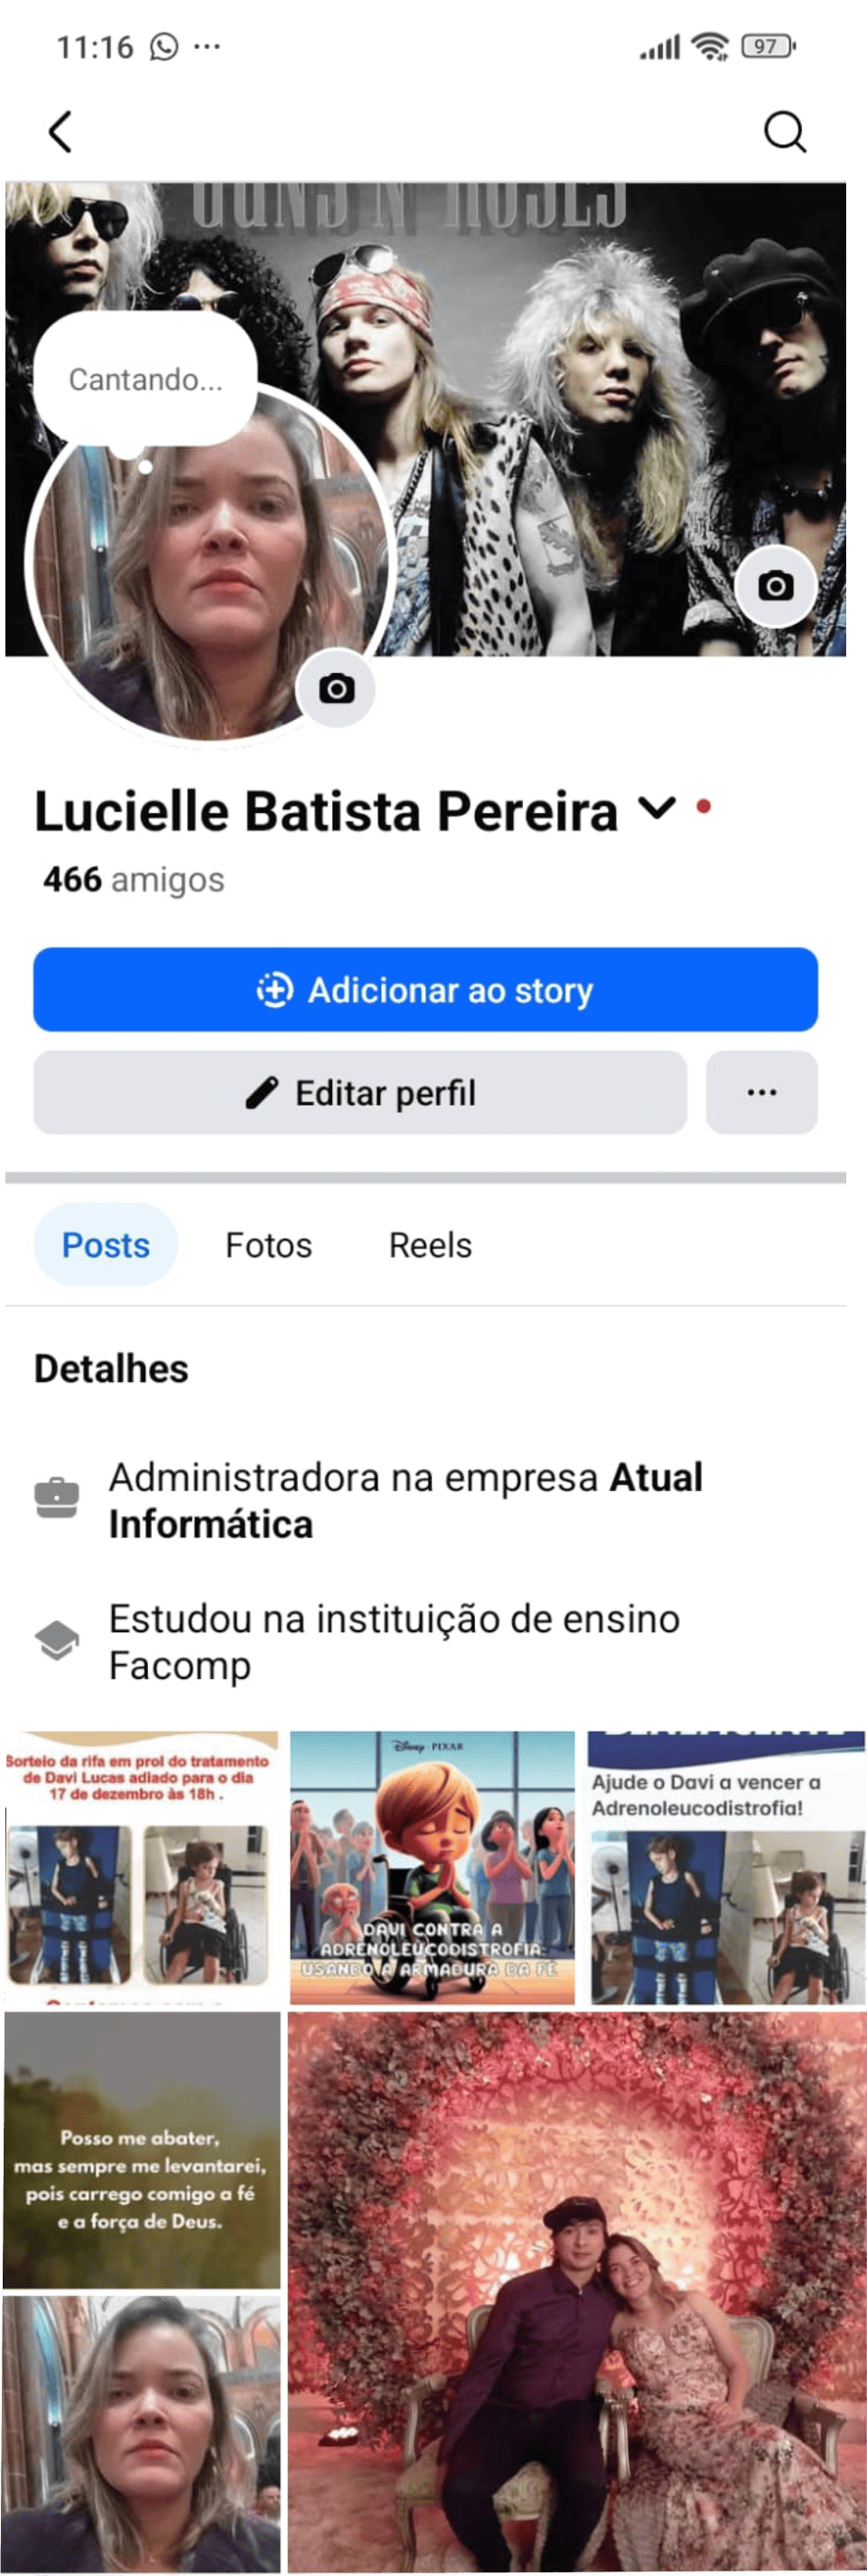 11:16
97
GUNS N' ROSES
Cantando...
Lucielle Batista Pereira
466 amigos
Adicionar ao story
Editar perfil
Posts Fotos Reels
Detalhes
Administradora na empresa Atual
Informática
Estudou na instituição de ensino
Facomp
Sorteio da rifa em prol do tratamento
de Davi Lucas adiado para o dia
17 de dezembro às 18h .
Disney · PIXAR
DAVI CONTRA A
ADRENOLEUCODISTROFIA:
USANDO A ARMADURA DA FÉ
Ajude o Davi a vencer a
Adrenoleucodistrofia!
Posso me abater,
mas sempre me levantarei,
pois carrego comigo a fé
e a força de Deus.